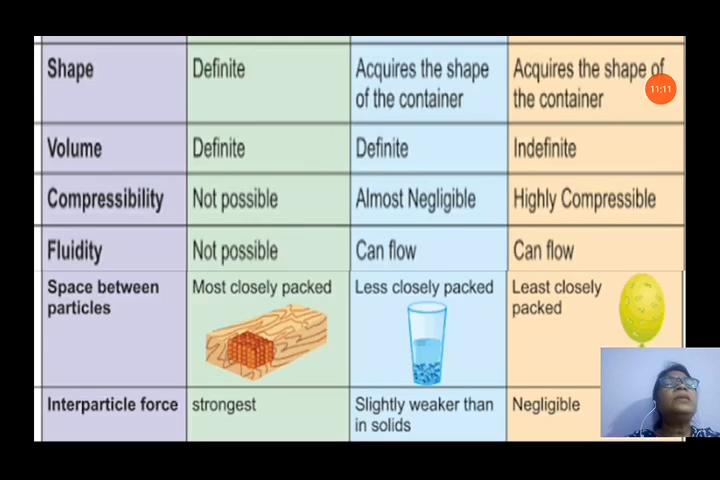 Shape Definite Acquires the shape Acquires the shape of
of the container the container
11:11
Volume Definite Definite Indefinite
Compressibility Not possible Almost Negligible Highly Compressible
Fluidity Not possible Can flow Can flow
Space between Most closely packed Less closely packed Least closely
particles packed
Interparticle force strongest Slightly weaker than Negligible
in solids